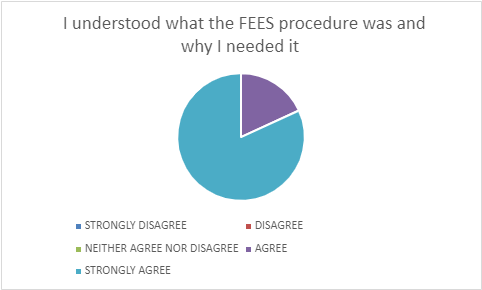 I understood what the FEES procedure was and
why I needed it
STRONGLY DISAGREE
DISAGREE
NEITHER AGREE NOR DISAGREE
AGREE
STRONGLY AGREE